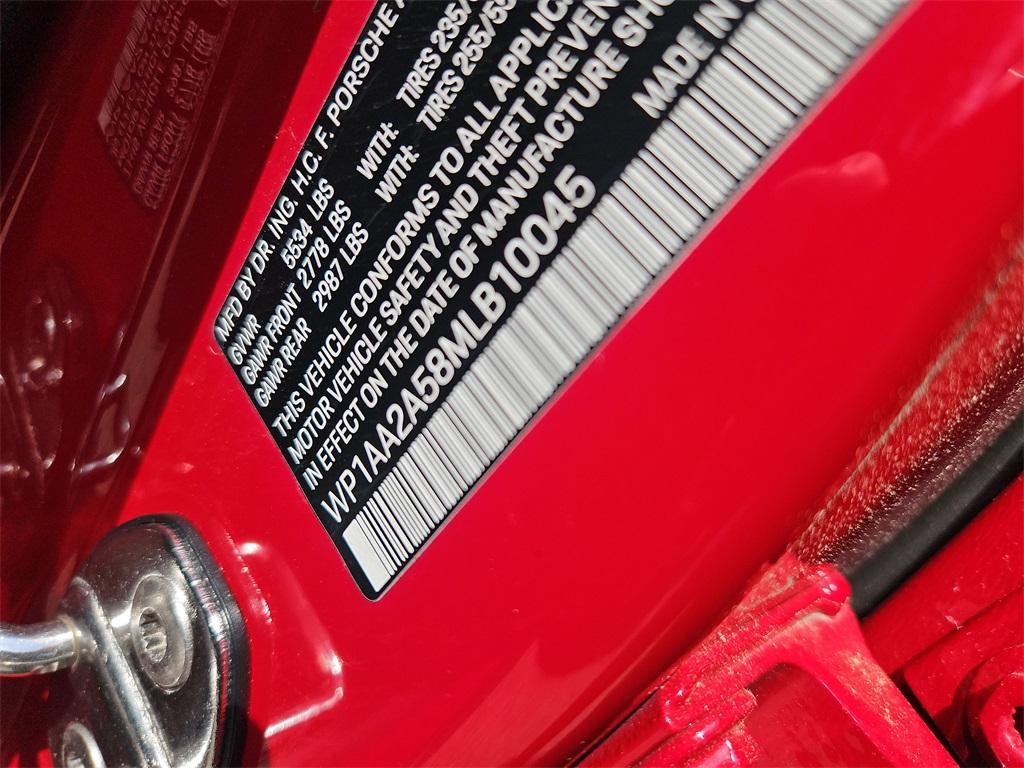 MFD BY DR. ING. H.C. F. PORSCHE
GVWR 5534 LBS
GAWR FRONT 2778 LBS WITH: TIRES 235/
GAWR REAR 2987 LBS WITH: TIRES 255/55
THIS VEHICLE CONFORMS TO ALL APPLIC
MOTOR VEHICLE SAFETY AND THEFT PREVEN
IN EFFECT ON THE DATE OF MANUFACTURE SHO
WP1AA2A58MLB10045 MADE IN